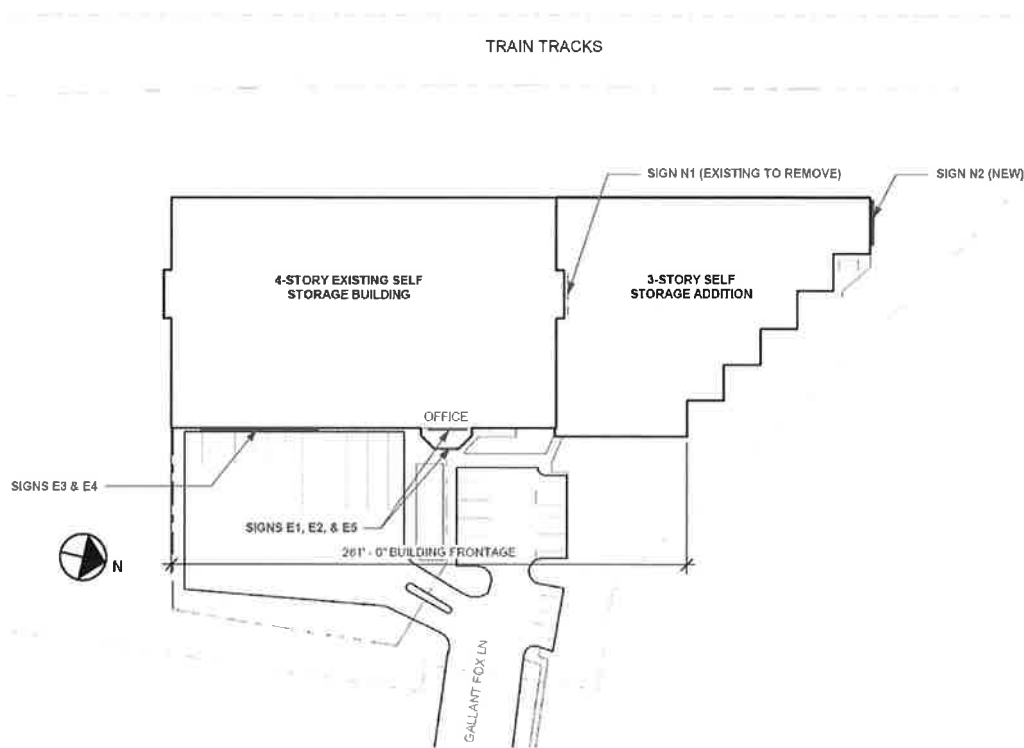 TRAIN TRACKS
SIGN N1 (EXISTING TO REMOVE)
SIGN N2 (NEW)
4-STORY EXISTING SELF
STORAGE BUILDING
3-STORY SELF
STORAGE ADDITION
OFFICE
SIGNS E3 & E4
SIGNS E1, E2, & E5
261' - 0" BUILDING FRONTAGE
N
GALLANT FOX LN